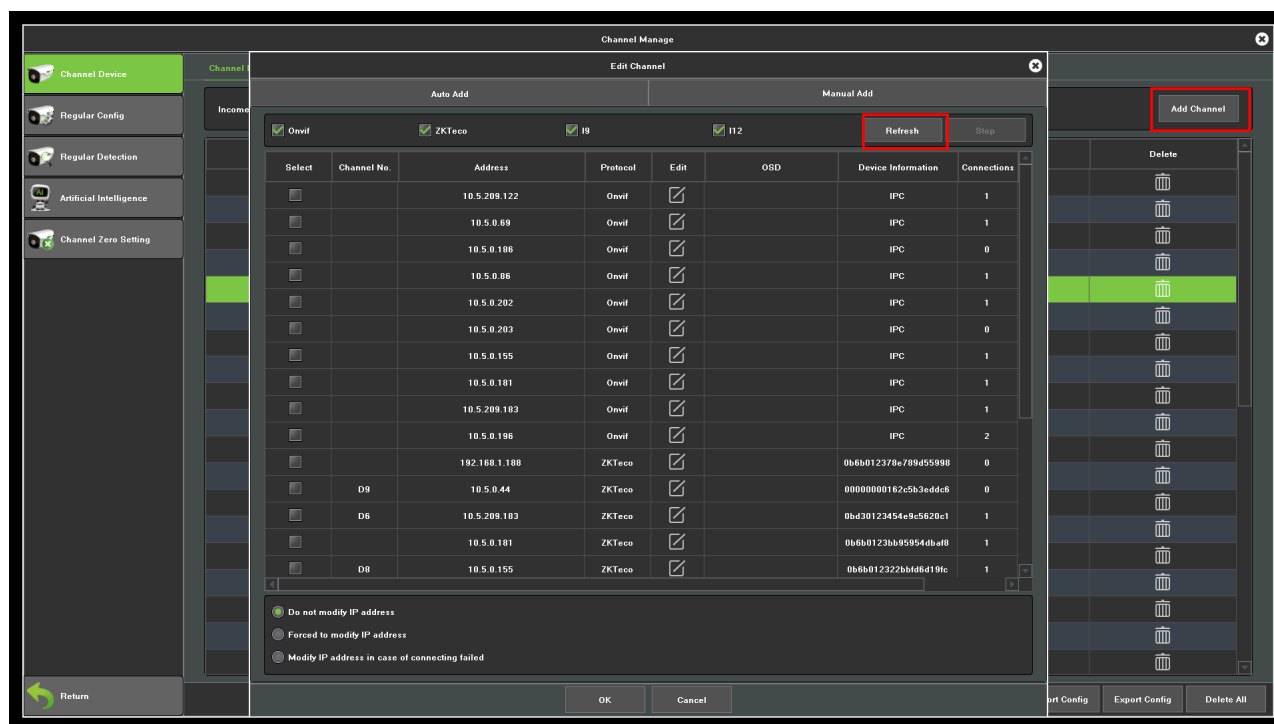 Channel Manage
Channel Device
Regular Config
Regular Detection
Artificial Intelligence
Channel Zero Setting
Return
Channel
Income
Add Channel
Delete
Edit Channel
Auto Add Manual Add
Onvif ZKTeco I9 I12 Refresh Stop
Select Channel No. Address Protocol Edit OSD Device Information Connections
10.5.209.122 Onvif IPC 1
10.5.0.69 Onvif IPC 1
10.5.0.186 Onvif IPC 0
10.5.0.86 Onvif IPC 1
10.5.0.202 Onvif IPC 1
10.5.0.203 Onvif IPC 0
10.5.0.155 Onvif IPC 1
10.5.0.181 Onvif IPC 1
10.5.209.183 Onvif IPC 1
10.5.0.196 Onvif IPC 2
192.168.1.188 ZKTeco 0b6b012378e789d55998 0
D9 10.5.0.44 ZKTeco 00000000162c5b3eddc6 0
D6 10.5.209.183 ZKTeco 0bd30123454e9c5620c1 1
10.5.0.181 ZKTeco 0b6b0123bb95954dbaf8 1
D8 10.5.0.155 ZKTeco 0b6b012322bbfd6d19fc 1
Do not modify IP address
Forced to modify IP address
Modify IP address in case of connecting failed
OK Cancel
ort Config Export Config Delete All